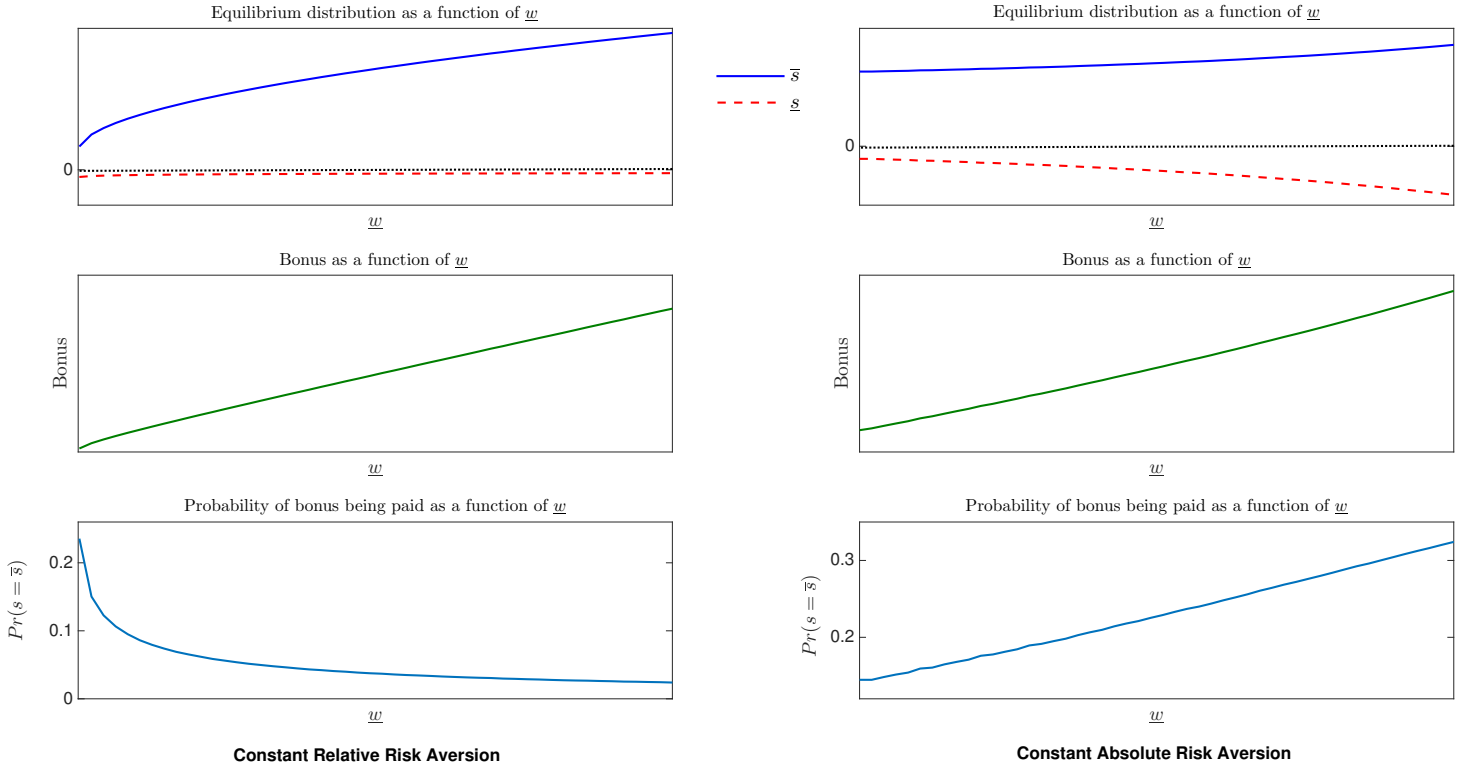 Equilibrium distribution as a function of w̲
0
w̲
Bonus as a function of w̲
Bonus
w̲
Probability of bonus being paid as a function of w̲
Pr(s = s̅)
0.2
0.1
0
w̲
Constant Relative Risk Aversion
s̅
s̲
Equilibrium distribution as a function of w̲
0
w̲
Bonus as a function of w̲
Bonus
w̲
Probability of bonus being paid as a function of w̲
Pr(s = s̅)
0.3
0.2
w̲
Constant Absolute Risk Aversion